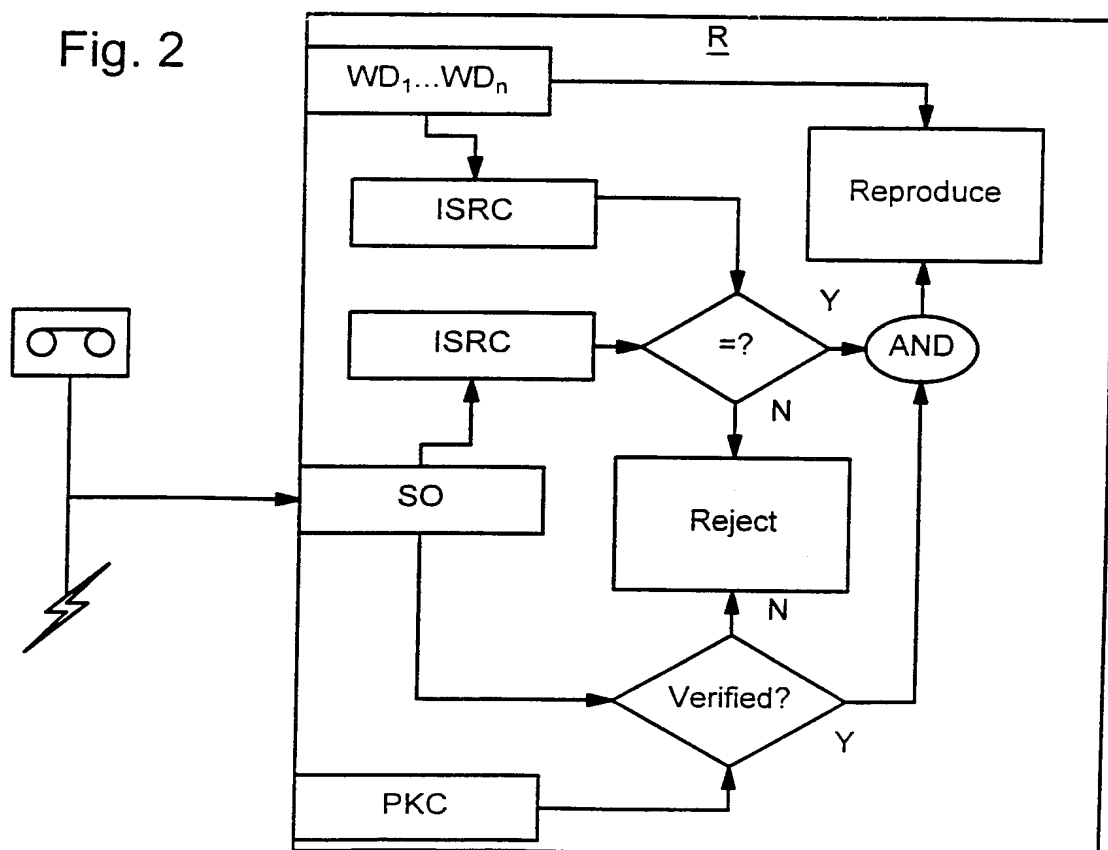 Fig. 2
R
WD1...WDn
Reproduce
ISRC
Y
ISRC
=?
AND
N
SO
Reject
N
Verified?
Y
PKC